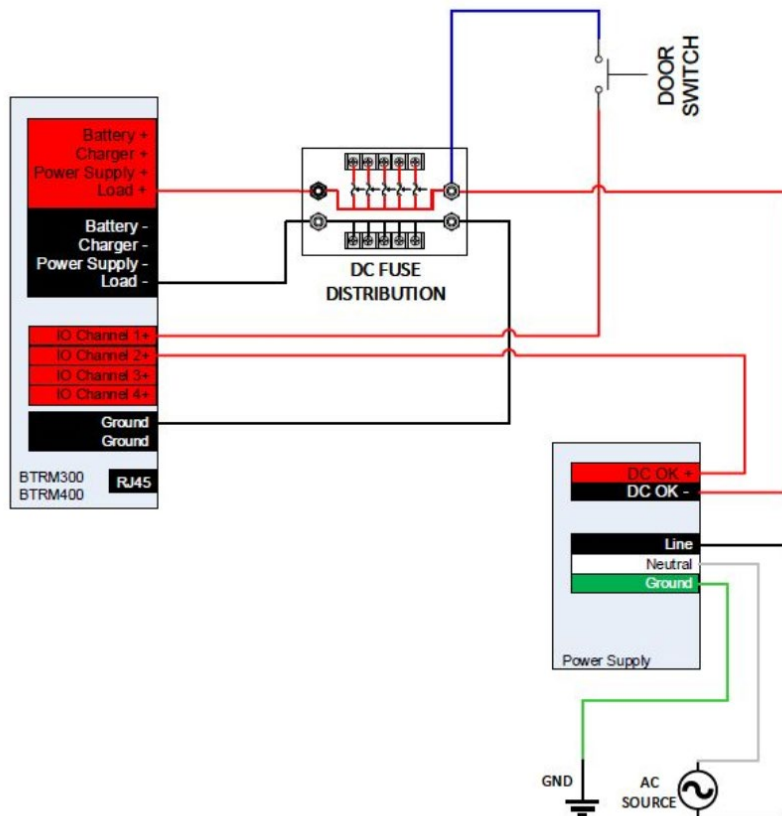 DOOR
SWITCH
Battery +
Charger +
Power Supply +
Load +
Battery -
Charger -
Power Supply -
Load -
DC FUSE
DISTRIBUTION
IO Channel 1+
IO Channel 2+
IO Channel 3+
IO Channel 4+
Ground
Ground
BTRM300
BTRM400
RJ45
DC OK +
DC OK -
Line
Neutral
Ground
Power Supply
GND
AC
SOURCE